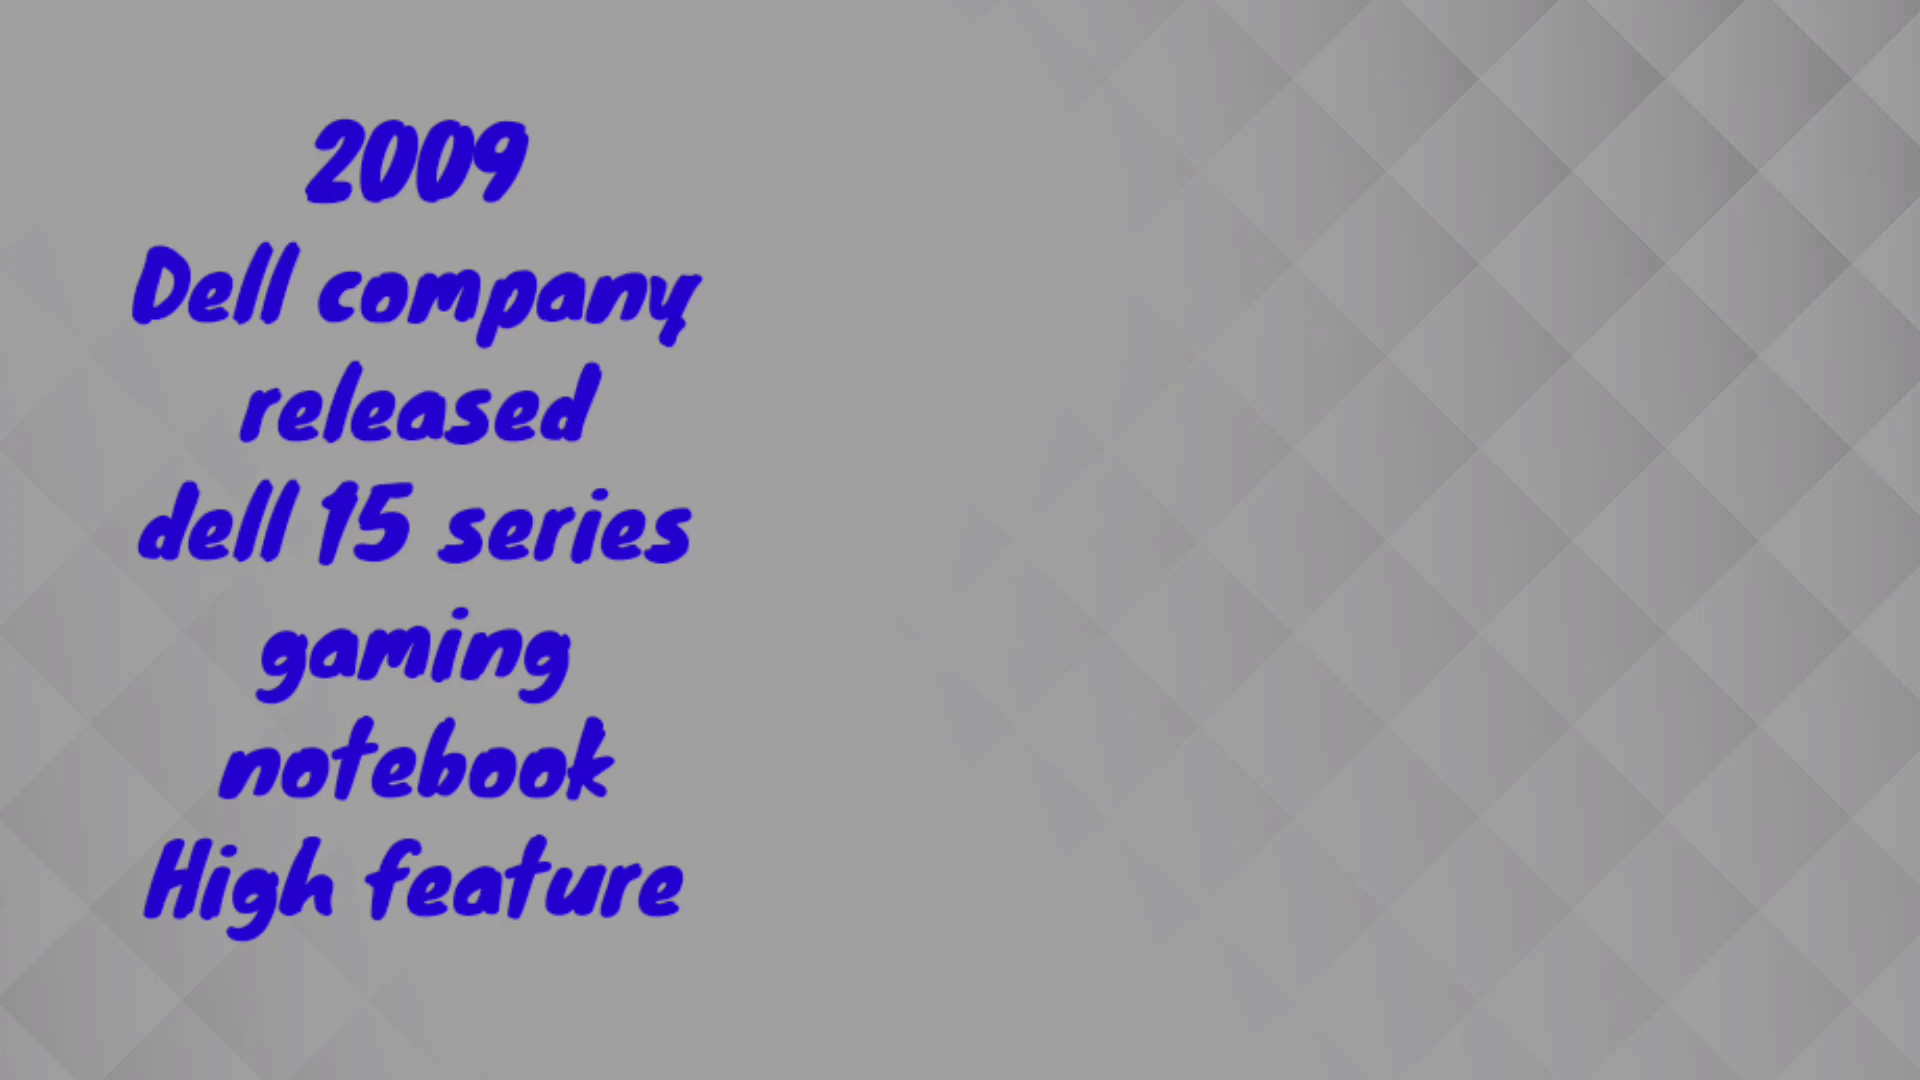 2009
Dell company
released
dell 15 series
gaming
notebook
High feature